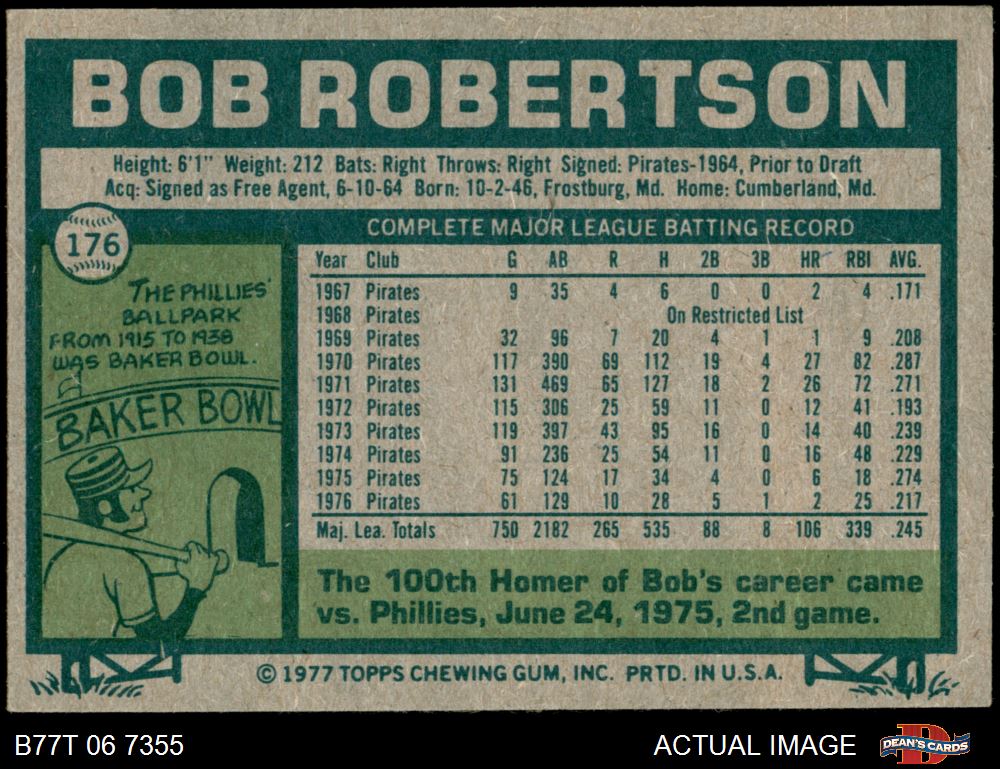 BOB ROBERTSON
Height: 6'1" Weight: 212 Bats: Right Throws: Right Signed: Pirates-1964, Prior to Draft
Acq: Signed as Free Agent, 6-10-64 Born: 10-2-46, Frostburg, Md. Home: Cumberland, Md.
176
THE PHILLIES'
BALLPARK
FROM 1915 TO 1938
WAS BAKER BOWL.
BAKER BOWL
COMPLETE MAJOR LEAGUE BATTING RECORD
Year Club G AB R H 2B 3B HR RBI AVG.
1967 Pirates 9 35 4 6 0 0 2 4 .171
1968 Pirates On Restricted List
1969 Pirates 32 96 7 20 4 1 1 9 .208
1970 Pirates 117 390 69 112 19 4 27 82 .287
1971 Pirates 131 469 65 127 18 2 26 72 .271
1972 Pirates 115 306 25 59 11 0 12 41 .193
1973 Pirates 119 397 43 95 16 0 14 40 .239
1974 Pirates 91 236 25 54 11 0 16 48 .229
1975 Pirates 75 124 17 34 4 0 6 18 .274
1976 Pirates 61 129 10 28 5 1 2 25 .217
Maj. Lea. Totals 750 2182 265 535 88 8 106 339 .245
The 100th Homer of Bob's career came
vs. Phillies, June 24, 1975, 2nd game.
© 1977 TOPPS CHEWING GUM, INC. PRTD. IN U.S.A.
B77T 06 7355
ACTUAL IMAGE
DEAN'S CARDS